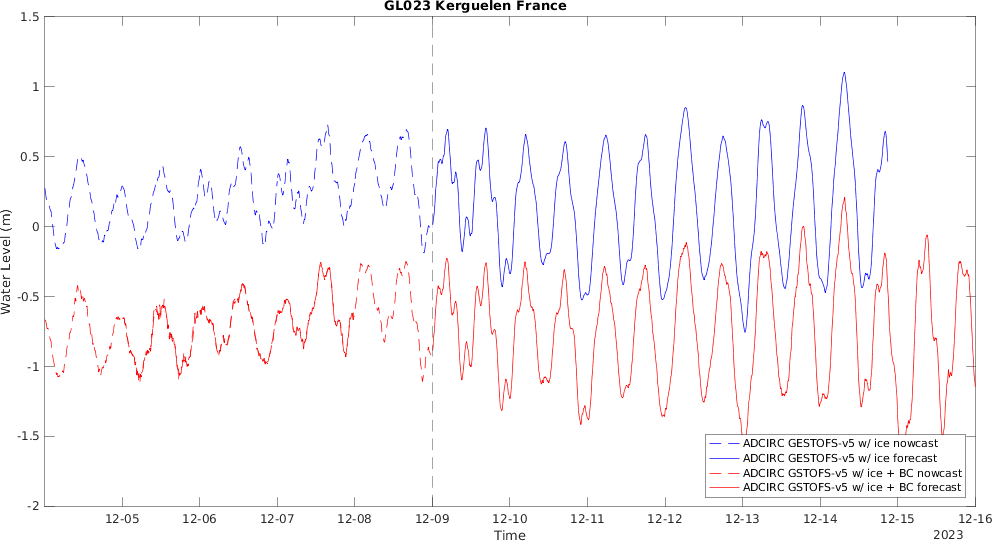 GL023 Kerguelen France
1.5
1
0.5
0
-0.5
-1
-1.5
-2
Water Level (m)
ADCIRC GESTOFS-v5 w/ ice nowcast
ADCIRC GESTOFS-v5 w/ ice forecast
ADCIRC GSTOFS-v5 w/ ice + BC nowcast
ADCIRC GSTOFS-v5 w/ ice + BC forecast
12-05 12-06 12-07 12-08 12-09 12-10 12-11 12-12 12-13 12-14 12-15 12-16
Time
2023